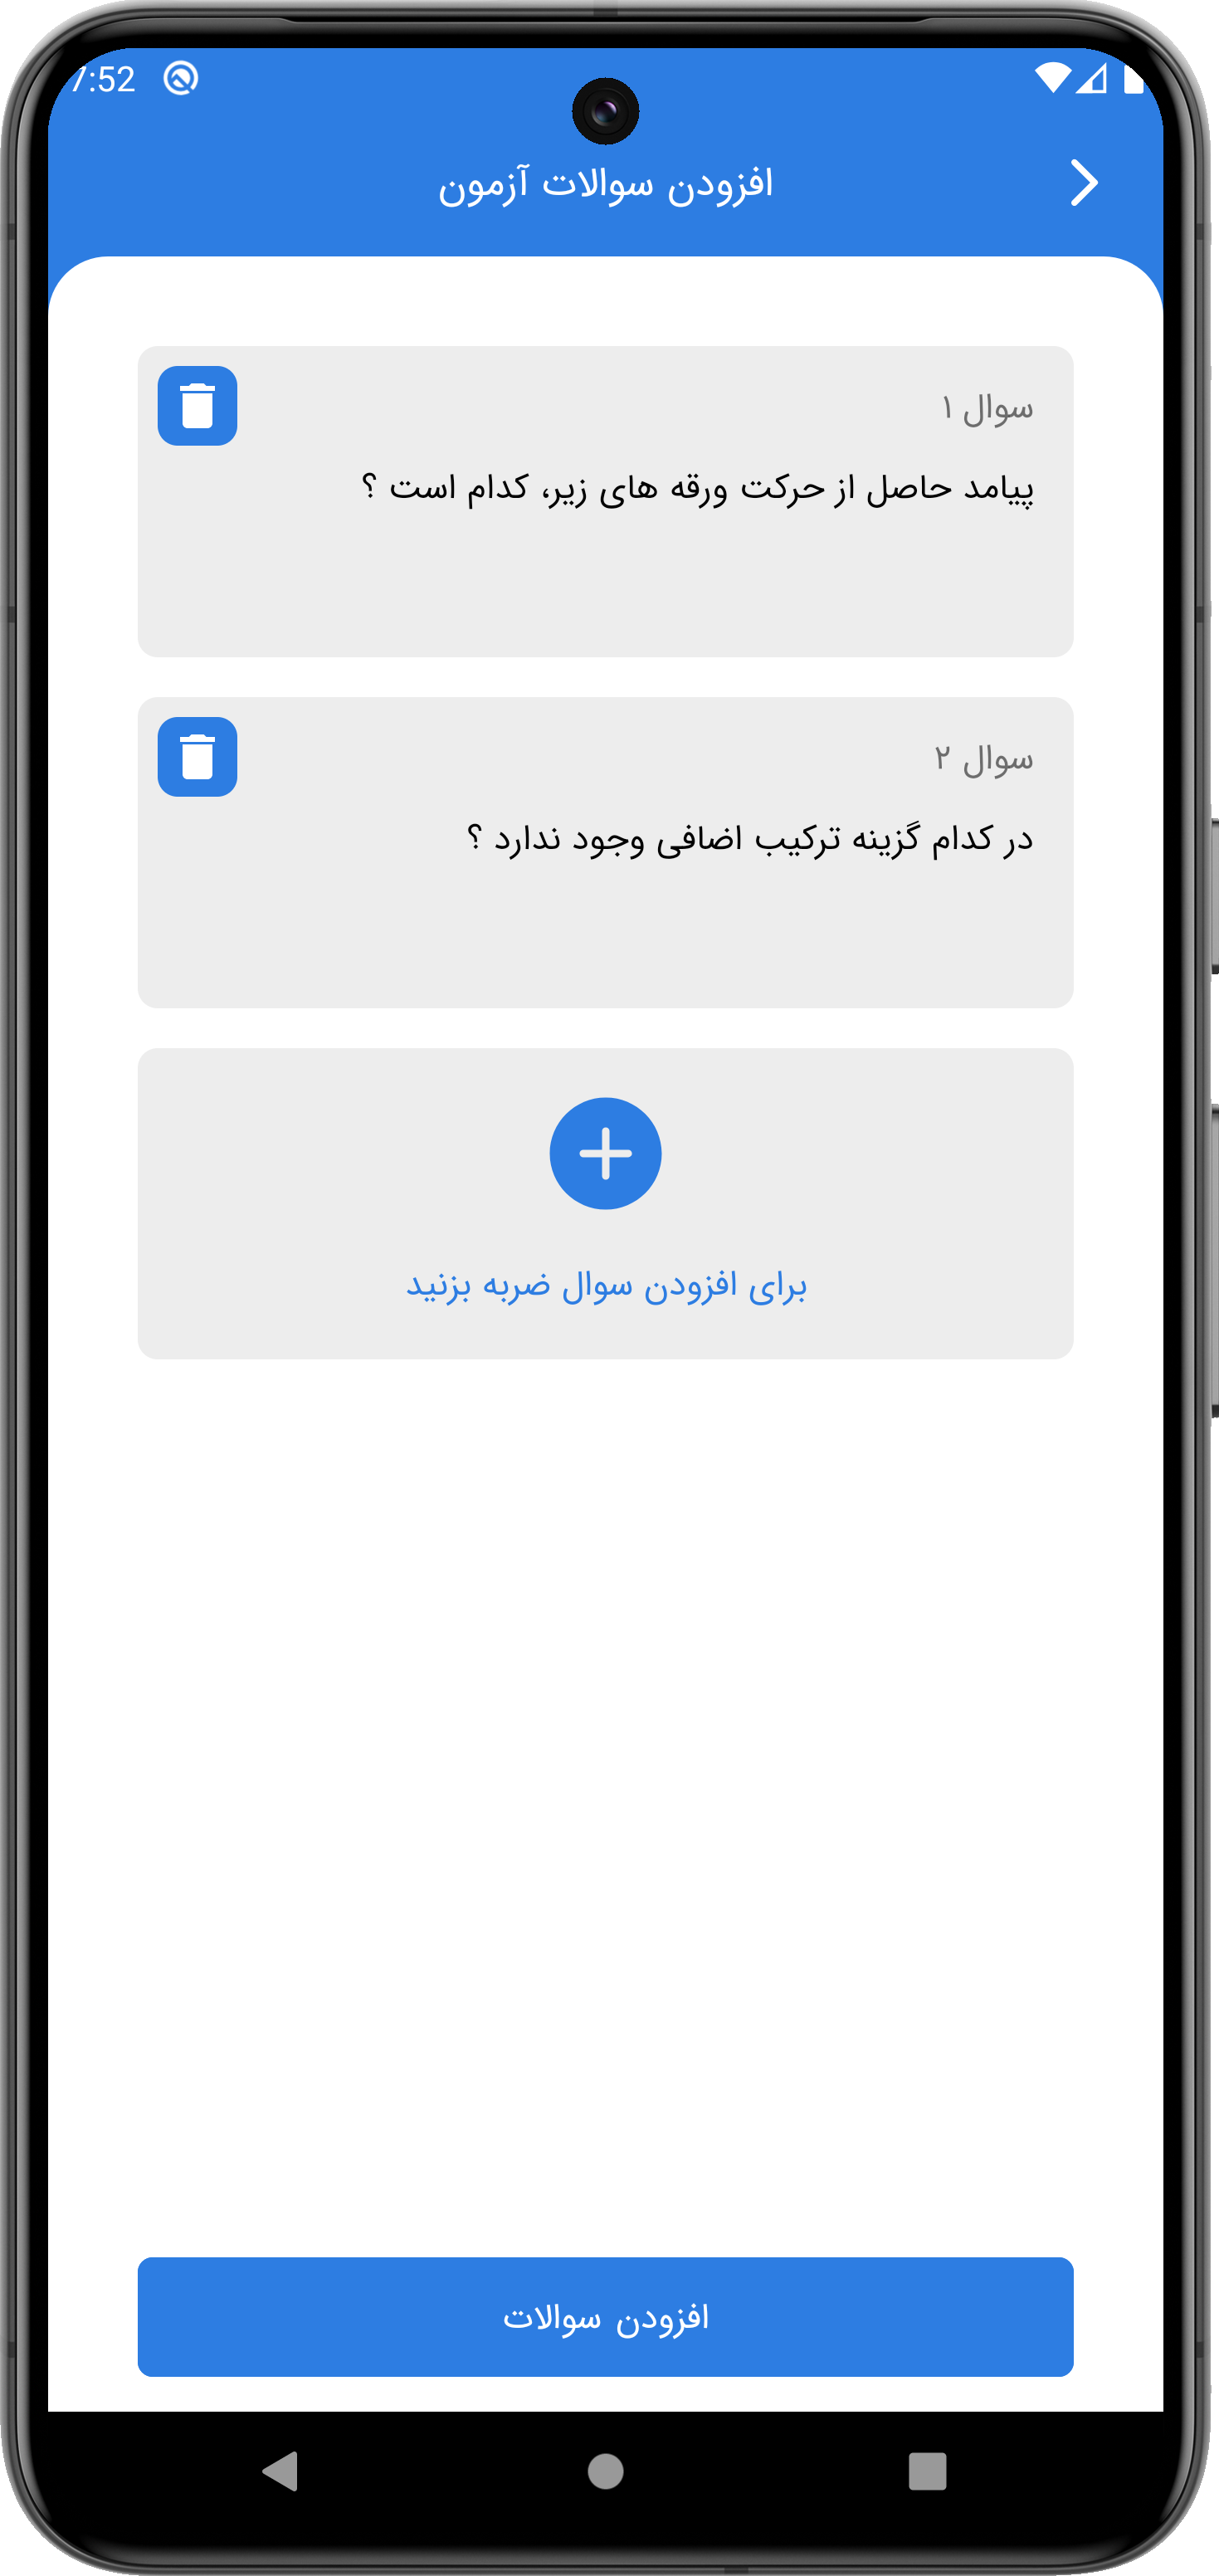 7:52
افزودن سوالات آزمون
سوال ۱
پیامد حاصل از حرکت ورقه های زیر، کدام است ؟
سوال ۲
در کدام گزینه ترکیب اضافی وجود ندارد ؟
برای افزودن سوال ضربه بزنید
افزودن سوالات